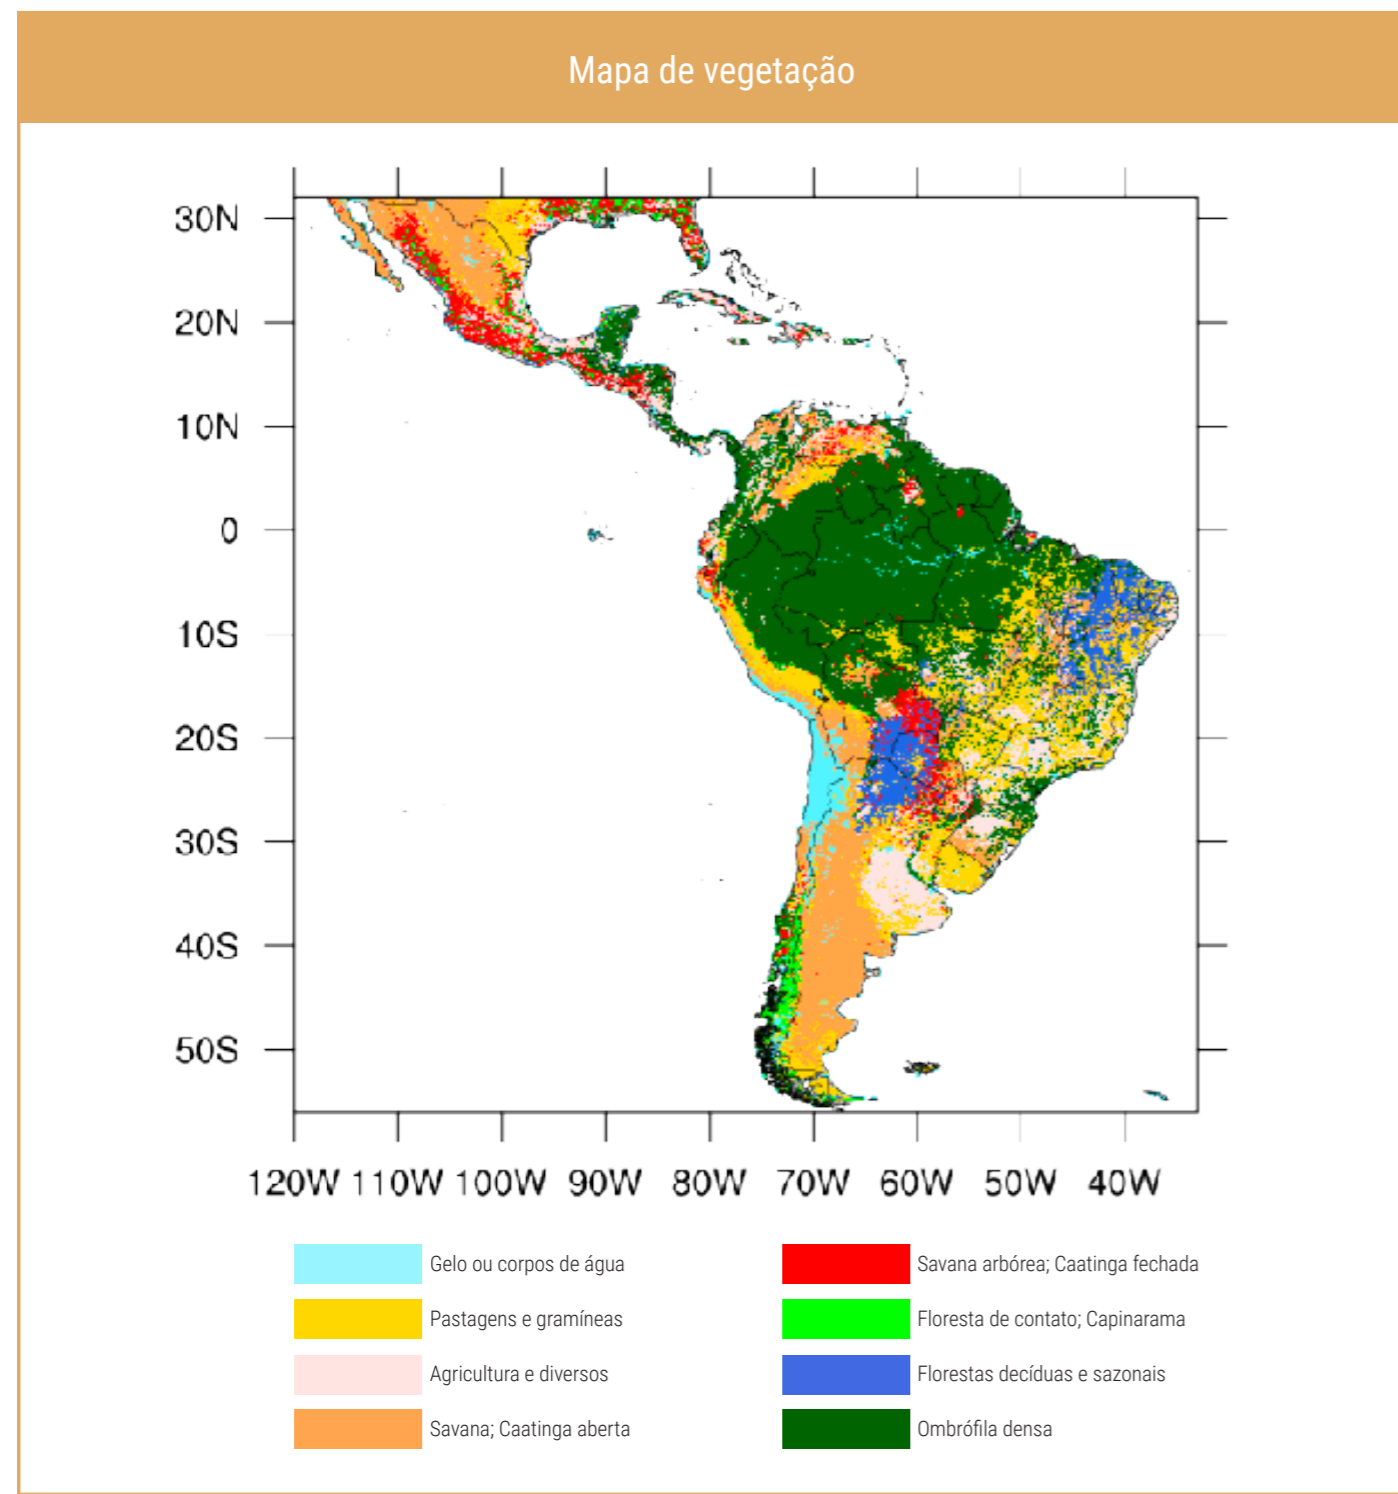 Mapa de vegetação
30N
20N
10N
0
10S
20S
30S
40S
50S
120W 110W 100W 90W 80W 70W 60W 50W 40W
Gelo ou corpos de água
Pastagens e gramíneas
Agricultura e diversos
Savana; Caatinga aberta
Savana arbórea; Caatinga fechada
Floresta de contato; Capinarama
Florestas decíduas e sazonais
Ombrófila densa